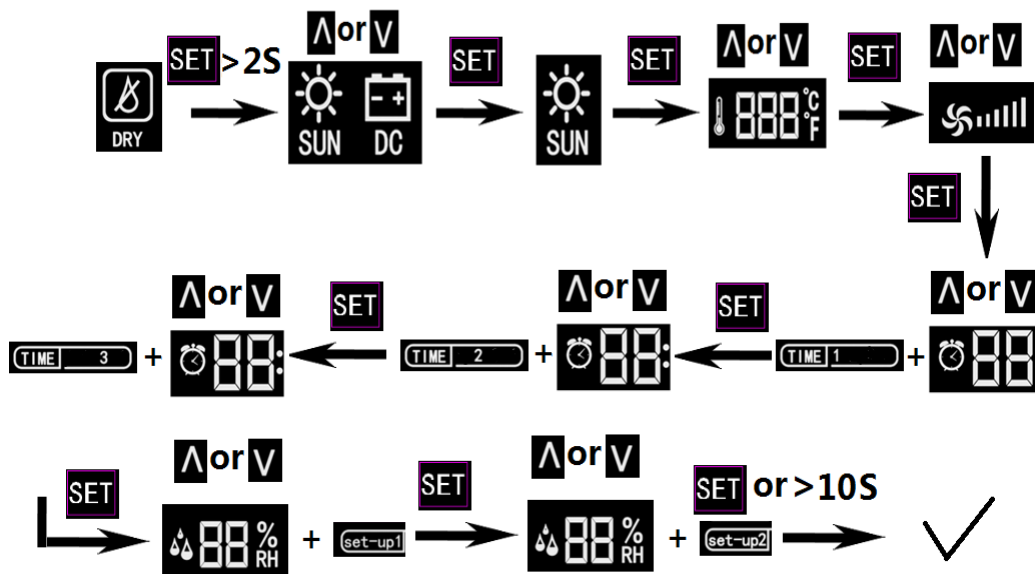 SET >2S
Λ or V
SUN DC
DRY
SET
SUN
SET
Λ or V
888 °C °F
SET
Λ or V
SET
Λ or V
TIME 1 + 88
SET
Λ or V
TIME 2 + 88:
SET
Λ or V
TIME 3 + 88:
SET
Λ or V
88 % RH + set-up1
SET
Λ or V
88 % RH + set-up2
SET or >10S